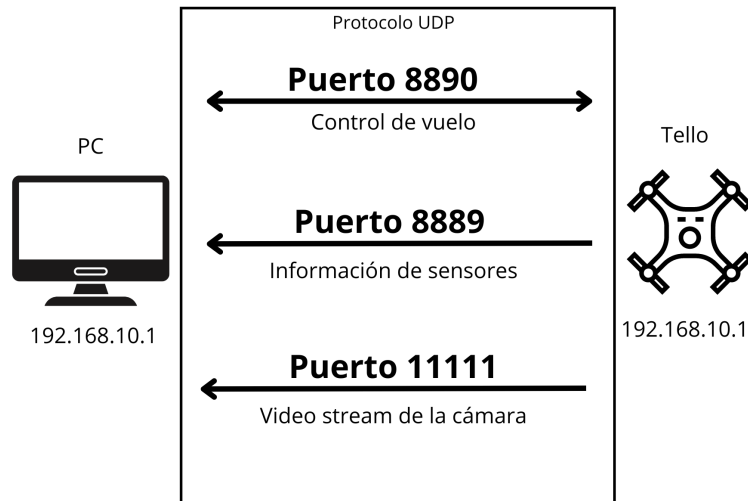 Protocolo UDP
Puerto 8890
Control de vuelo
PC
Tello
Puerto 8889
Información de sensores
192.168.10.1
192.168.10.1
Puerto 11111
Video stream de la cámara